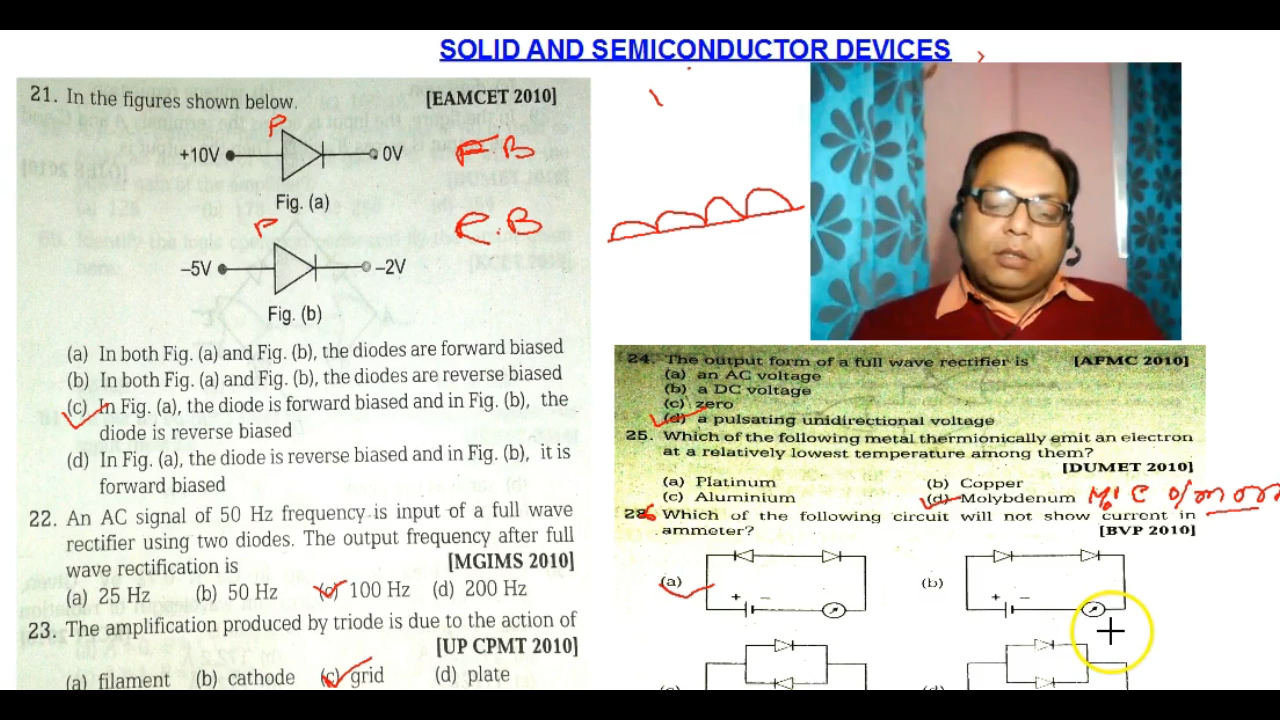 SOLID AND SEMICONDUCTOR DEVICES
21. In the figures shown below. [EAMCET 2010]
P
+10V 0V F.B
Fig. (a)
P R.B
–5V –2V
Fig. (b)
(a) In both Fig. (a) and Fig. (b), the diodes are forward biased
(b) In both Fig. (a) and Fig. (b), the diodes are reverse biased
(c) In Fig. (a), the diode is forward biased and in Fig. (b), the
diode is reverse biased
(d) In Fig. (a), the diode is reverse biased and in Fig. (b), it is
forward biased
22. An AC signal of 50 Hz frequency is input of a full wave
rectifier using two diodes. The output frequency after full
wave rectification is [MGIMS 2010]
(a) 25 Hz (b) 50 Hz (c) 100 Hz (d) 200 Hz
23. The amplification produced by triode is due to the action of
[UP CPMT 2010]
(a) filament (b) cathode (c) grid (d) plate
24. The output form of a full wave rectifier is [AFMC 2010]
(a) an AC voltage
(b) a DC voltage
(c) zero
(d) a pulsating unidirectional voltage
25. Which of the following metal thermionically emit an electron
at a relatively lowest temperature among them?
[DUMET 2010]
(a) Platinum (b) Copper
(c) Aluminium (d) Molybdenum
26 Which of the following circuit will not show current in
ammeter? [BVP 2010]
(a) (b)
+ – + –